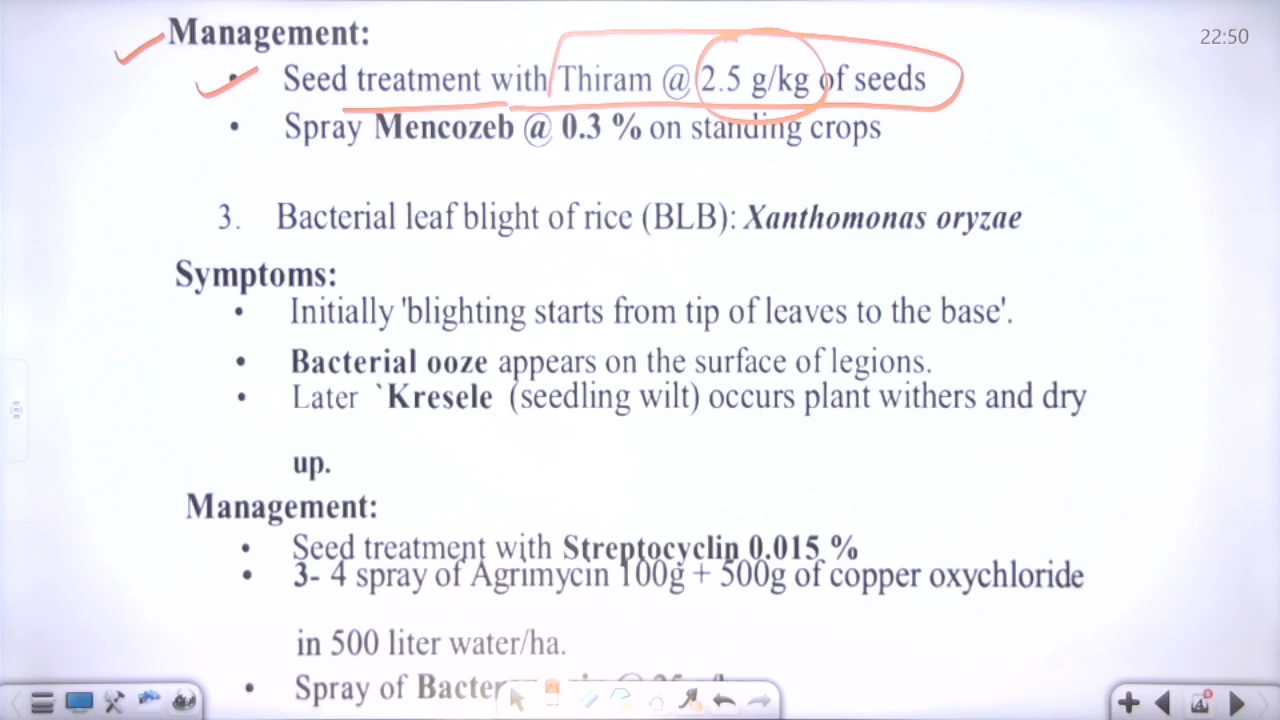 22:50
Management:
• Seed treatment with Thiram @ 2.5 g/kg of seeds
• Spray Mencozeb @ 0.3 % on standing crops
3. Bacterial leaf blight of rice (BLB): Xanthomonas oryzae
Symptoms:
• Initially 'blighting starts from tip of leaves to the base'.
• Bacterial ooze appears on the surface of legions.
• Later `Kresele (seedling wilt) occurs plant withers and dry
up.
Management:
• Seed treatment with Streptocyclin 0.015 %
• 3- 4 spray of Agrimycin 100g + 500g of copper oxychloride
in 500 liter water/ha.
• Spray of